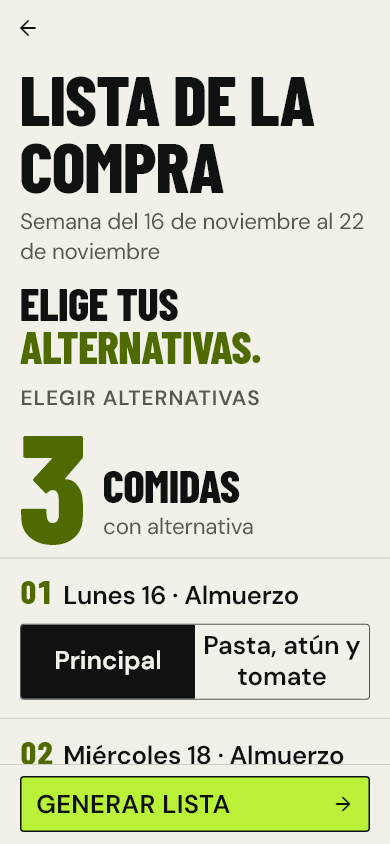 LISTA DE LA
COMPRA
Semana del 16 de noviembre al 22
de noviembre
ELIGE TUS
ALTERNATIVAS.
ELEGIR ALTERNATIVAS
3 COMIDAS
con alternativa
01 Lunes 16 · Almuerzo
Principal
Pasta, atún y
tomate
02 Miércoles 18 · Almuerzo
GENERAR LISTA